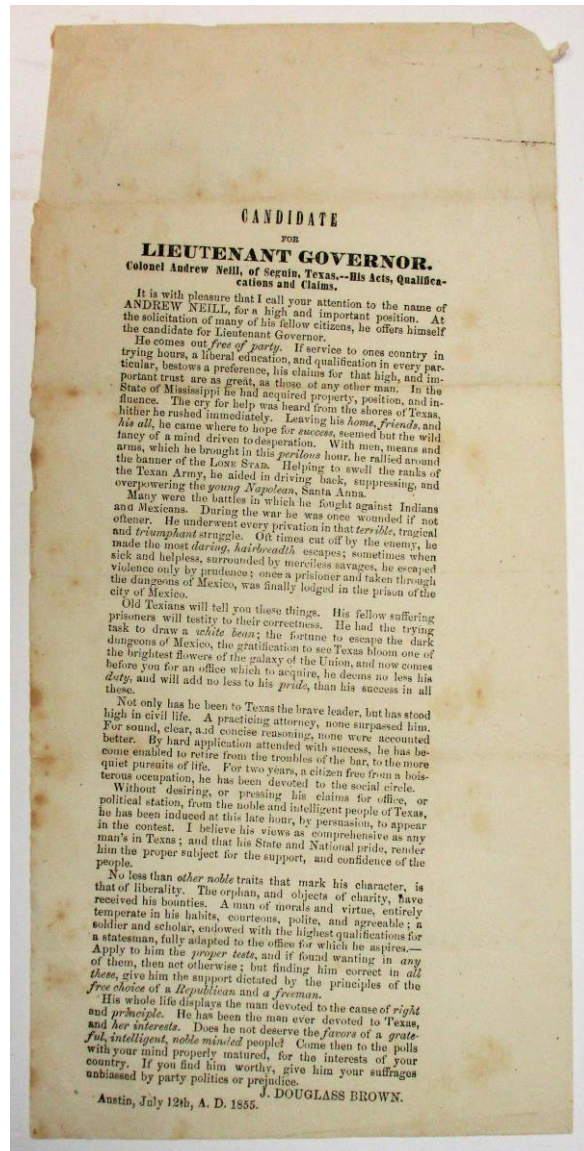 CANDIDATE
FOR
LIEUTENANT GOVERNOR.
Colonel Andrew Neill, of Seguin, Texas,--His Acts, Qualifica-
cations and Claims.
It is with pleasure that I call your attention to the name of
ANDREW NEILL, for a high and important position. At
the solicitation of many of his fellow citizens, he offers himself
the candidate for Lieutenant Governor.
He comes out free of party. If service to ones country in
trying hours, a liberal education, and qualification in every par-
ticular, bestows a preference, his claims for that high, and im-
portant trust are as great, as those of any other man. In the
State of Mississippi he had acquired property, position, and in-
fluence. The cry for help was heard from the shores of Texas,
hither he rushed immediately. Leaving his home, friends, and
his all, he came where to hope for success, seemed but the wild
fancy of a mind driven to desperation. With men, means and
arms, which he brought in this perilous hour, he rallied around
the banner of the LONE STAR. Helping to swell the ranks of
the Texan Army, he aided in driving back, suppressing, and
overpowering the young Napolean, Santa Anna.
Many were the battles in which he fought against Indians
and Mexicans. During the war he was once wounded if not
oftener. He underwent every privation in that terrible, tragical
and triumphant struggle. Oft times cut off by the enemy, he
made the most daring, hairbreadth escapes; sometimes when
sick and helpless, surrounded by merciless savages, he escaped
violence only by prudence; once a prisioner and taken through
the dungeons of Mexico, was finally lodged in the prison of the
city of Mexico.
Old Texians will tell you these things. His fellow suffering
prisoners will testity to their correctness. He had the trying
task to draw a white bean; the fortune to escape the dark
dungeons of Mexico, the gratification to see Texas bloom one of
the brightest flowers of the galaxy of the Union, and now comes
before you for an office which to acquire, he deems no less his
duty, and will add no less to his pride, than his success in all
these.
Not only has he been to Texas the brave leader, but has stood
high in civil life. A practicing attorney, none surpassed him.
For sound, clear, and concise reasoning, none were accounted
better. By hard application attended with success, he has be-
come enabled to retire from the troubles of the bar, to the more
quiet pursuits of life. For two years, a citizen free from a bois-
terous occupation, he has been devoted to the social circle.
Without desiring, or pressing his claims for office, or
political station, from the noble and intelligent people of Texas,
he has been induced at this late hour, by persuasion, to appear
in the contest. I believe his views as comprehensive as any
man's in Texas; and that his State and National pride, render
him the proper subject for the support, and confidence of the
people.
No less than other noble traits that mark his character, is
that of liberality. The orphan, and objects of charity, have
received his bounties. A man of morals and virtue, entirely
temperate in his habits, courteous, polite, and agreeable; a
soldier and scholar, endowed with the highest qualifications for
a statesman, fully adapted to the office for which he aspires.—
Apply to him the proper tests, and if found wanting in any
of them, then act otherwise; but finding him correct in all
these, give him the support dictated by the principles of the
free choice of a Republican and a freeman.
His whole life displays the man devoted to the cause of right
and principle. He has been the man ever devoted to Texas,
and her interests. Does he not deserve the favors of a grate-
ful, intelligent, noble minded people? Come then to the polls
with your mind properly matured, for the interests of your
country. If you find him worthy, give him your suffrages
unbiassed by party politics or prejudice.
J. DOUGLASS BROWN.
Austin, July 12th, A. D. 1855.